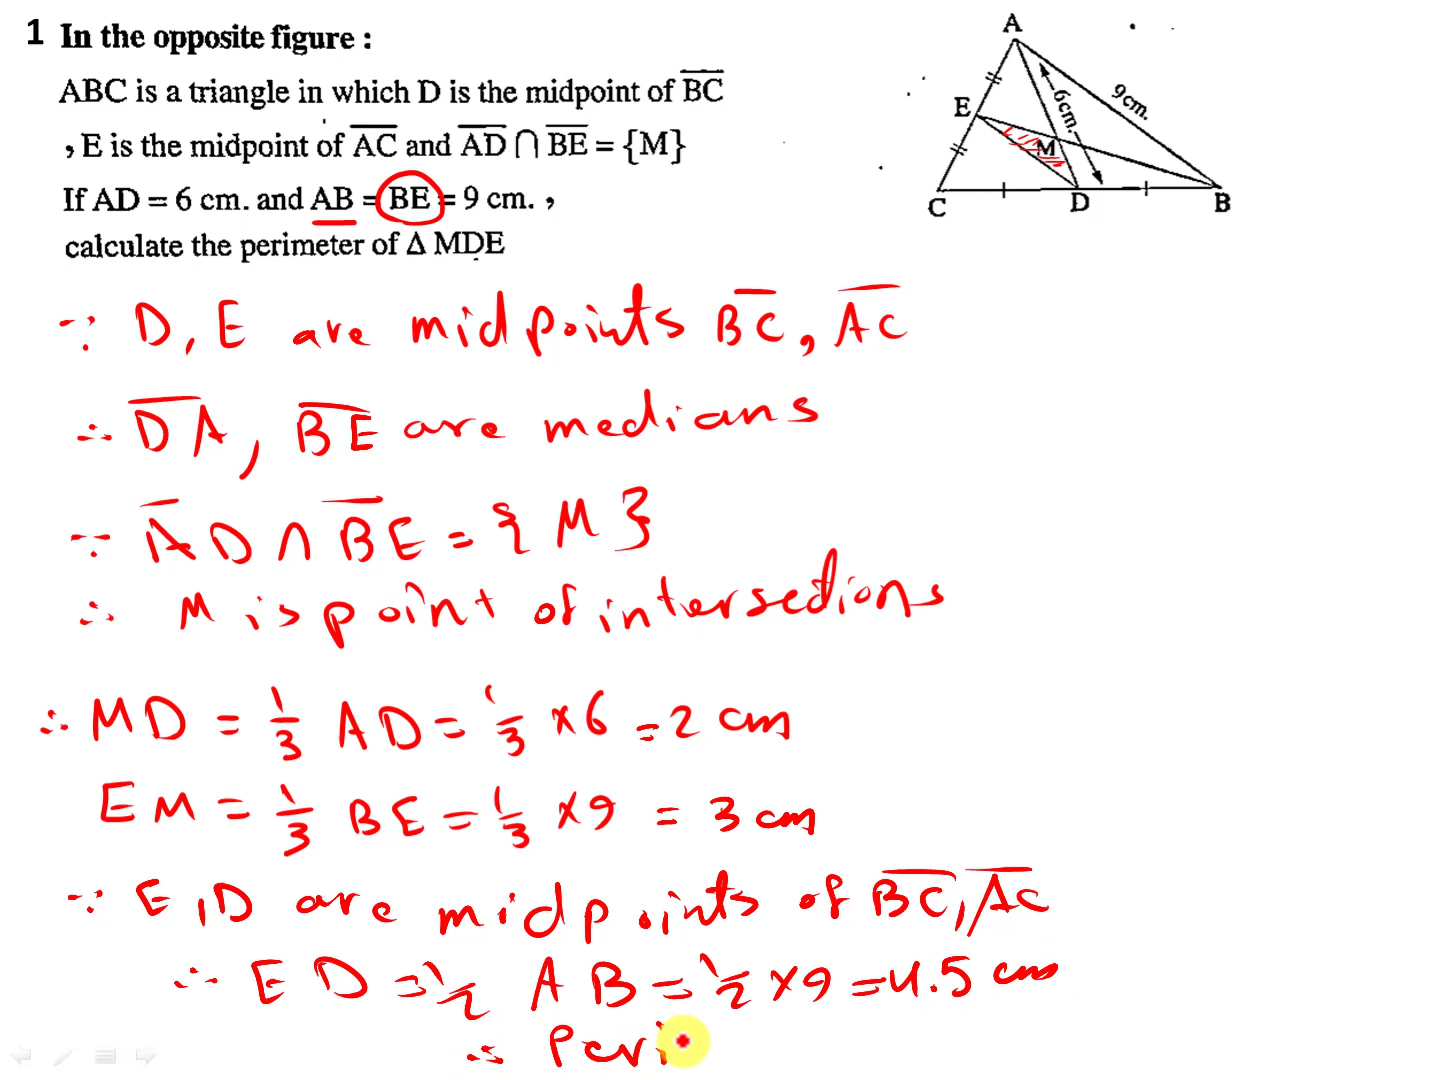 1 In the opposite figure :
ABC is a triangle in which D is the midpoint of BC
, E is the midpoint of AC and AD ∩ BE = {M}
If AD = 6 cm. and AB = BE = 9 cm. ,
calculate the perimeter of Δ MDE
A
E
9cm.
6cm.
M
C
D
B
∵ D, E are midpoints BC, AC
∴ DA, BE are medians
∵ AD ∩ BE = { M }
∴ M is point of intersections
∴ MD = 1/3 AD = 1/3 × 6 = 2 cm
EM = 1/3 BE = 1/3 × 9 = 3 cm
∵ E, D are midpoints of BC, AC
∴ ED = 1/2 AB = 1/2 × 9 = 4.5 cm
∴ Peri